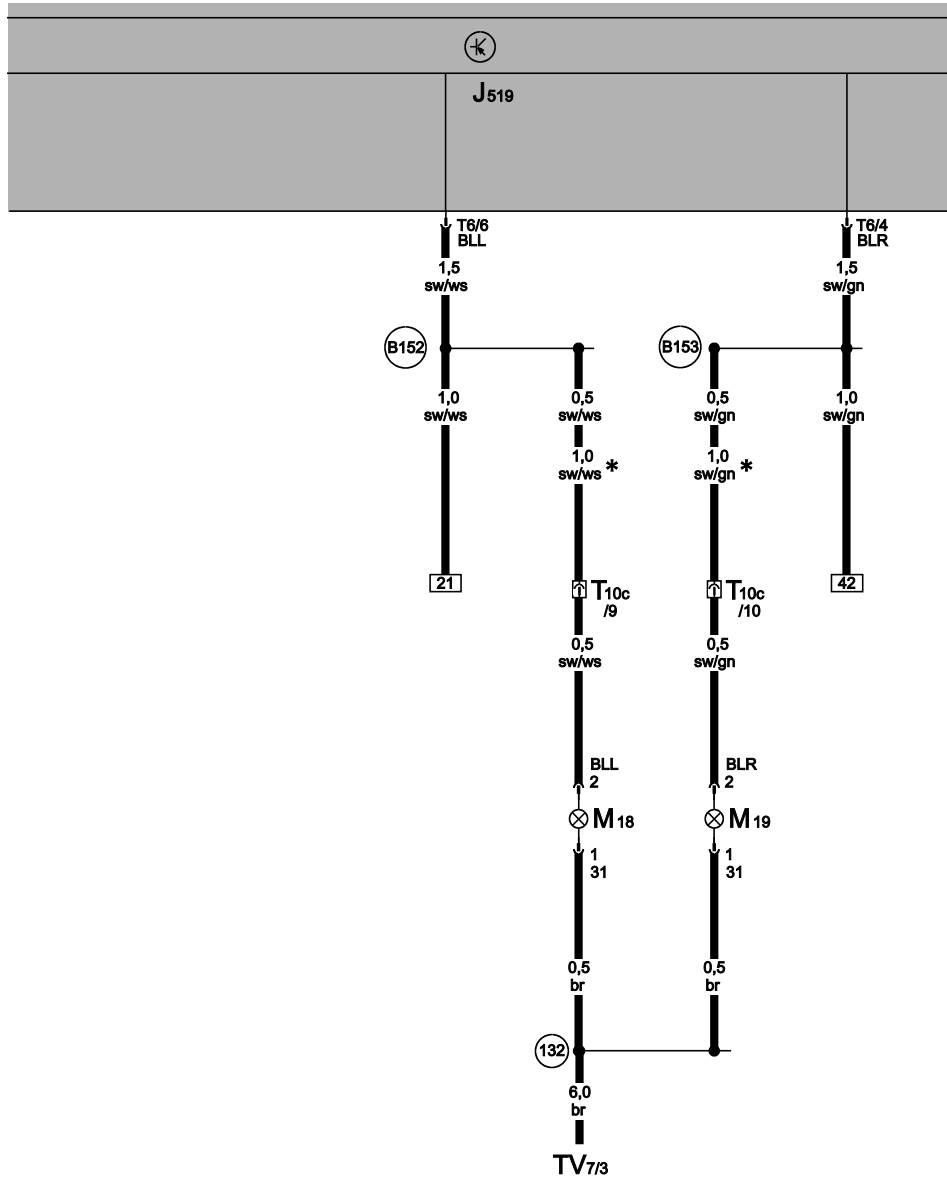 J519
T6/6
BLL
T6/4
BLR
1,5
sw/ws
1,5
sw/gn
B152
B153
1,0
sw/ws
0,5
sw/ws
0,5
sw/gn
1,0
sw/gn
1,0
sw/ws *
1,0
sw/gn *
21
T10c
/9
T10c
/10
42
0,5
sw/ws
0,5
sw/gn
BLL
2
BLR
2
M18
M19
1
31
1
31
0,5
br
0,5
br
132
6,0
br
TV7/3